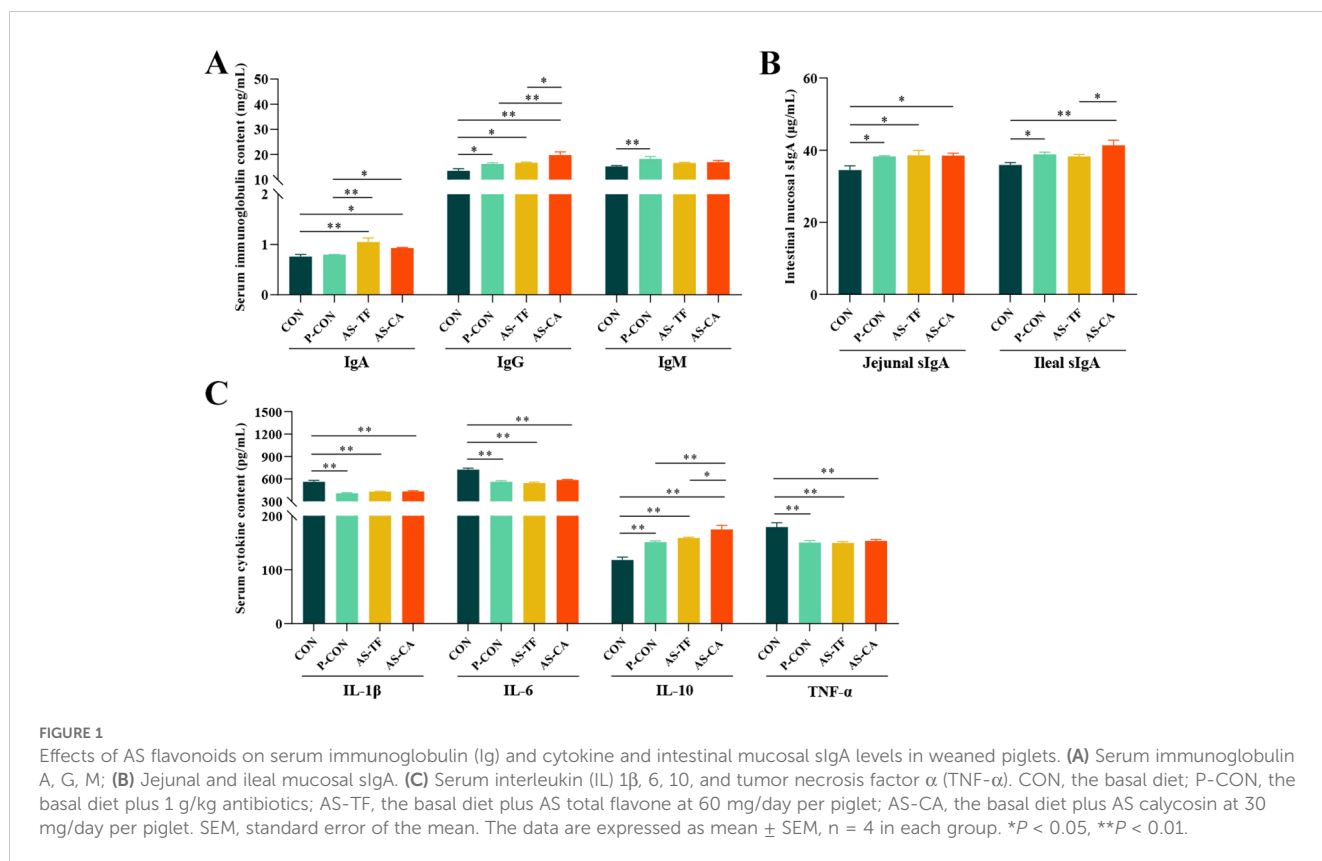 A
Serum immunoglobulin content (mg/mL)
50
40
30
20
10
2
1
0
*
**
**
*
*
**
*
**
*
**
CON
P-CON
AS- TF
AS-CA
CON
P-CON
AS- TF
AS-CA
CON
P-CON
AS- TF
AS-CA
IgA
IgG
IgM
B
Intestinal mucosal sIgA (μg/mL)
60
40
20
0
*
*
*
*
**
*
CON
P-CON
AS- TF
AS-CA
CON
P-CON
AS- TF
AS-CA
Jejunal sIgA
Ileal sIgA
C
Serum cytokine content (pg/mL)
1500
1200
900
600
300
200
100
0
**
**
**
**
**
**
**
*
**
**
**
**
**
**
CON
P-CON
AS-TF
AS-CA
CON
P-CON
AS-TF
AS-CA
CON
P-CON
AS-TF
AS-CA
CON
P-CON
AS-TF
AS-CA
IL-1β
IL-6
IL-10
TNF-α
FIGURE 1
Effects of AS flavonoids on serum immunoglobulin (Ig) and cytokine and intestinal mucosal sIgA levels in weaned piglets. (A) Serum immunoglobulin
A, G, M; (B) Jejunal and ileal mucosal sIgA. (C) Serum interleukin (IL) 1β, 6, 10, and tumor necrosis factor α (TNF-α). CON, the basal diet; P-CON, the
basal diet plus 1 g/kg antibiotics; AS-TF, the basal diet plus AS total flavone at 60 mg/day per piglet; AS-CA, the basal diet plus AS calycosin at 30
mg/day per piglet. SEM, standard error of the mean. The data are expressed as mean ± SEM, n = 4 in each group. *P < 0.05, **P < 0.01.